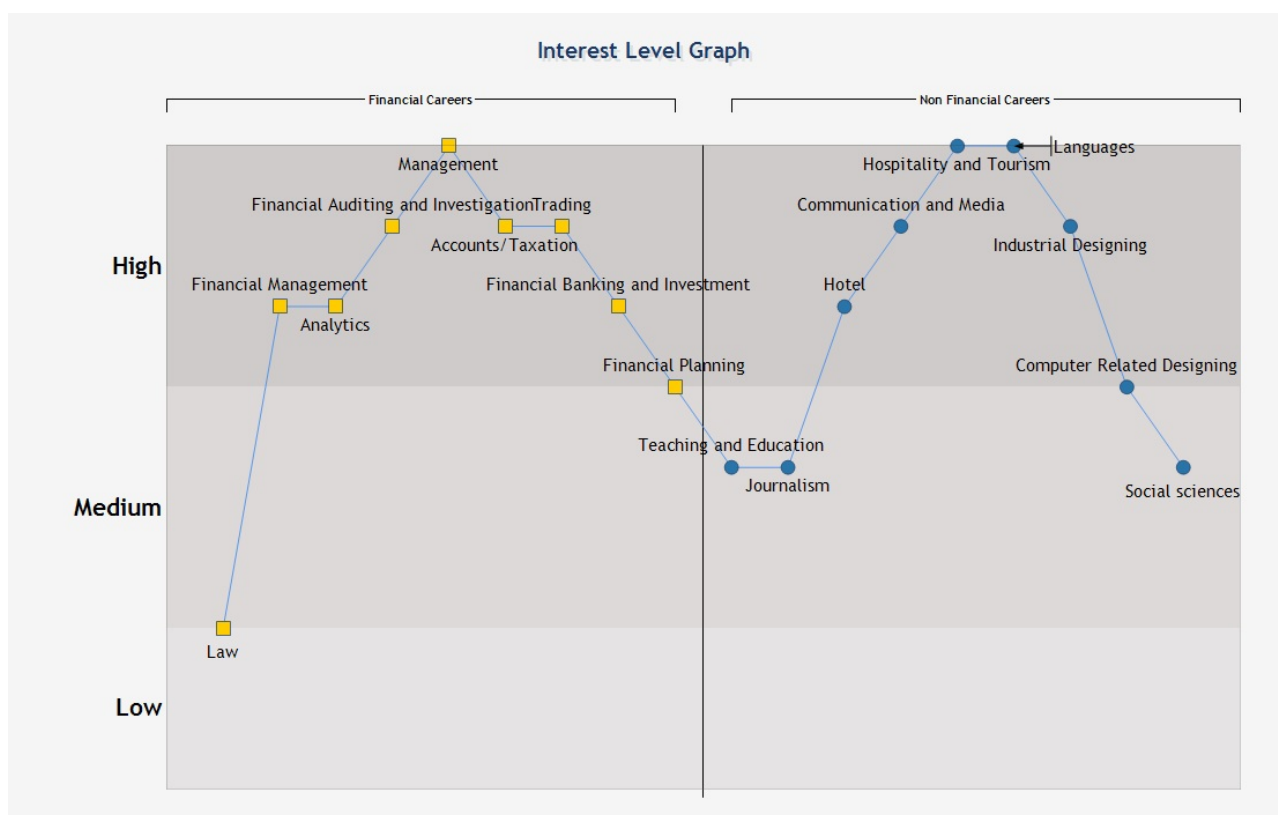 Interest Level Graph
Financial Careers
Non Financial Careers
Management
Hospitality and Tourism
Languages
Financial Auditing and Investigation
Trading
Communication and Media
Accounts/Taxation
Industrial Designing
High
Financial Management
Financial Banking and Investment
Hotel
Analytics
Financial Planning
Computer Related Designing
Teaching and Education
Journalism
Social sciences
Medium
Law
Low